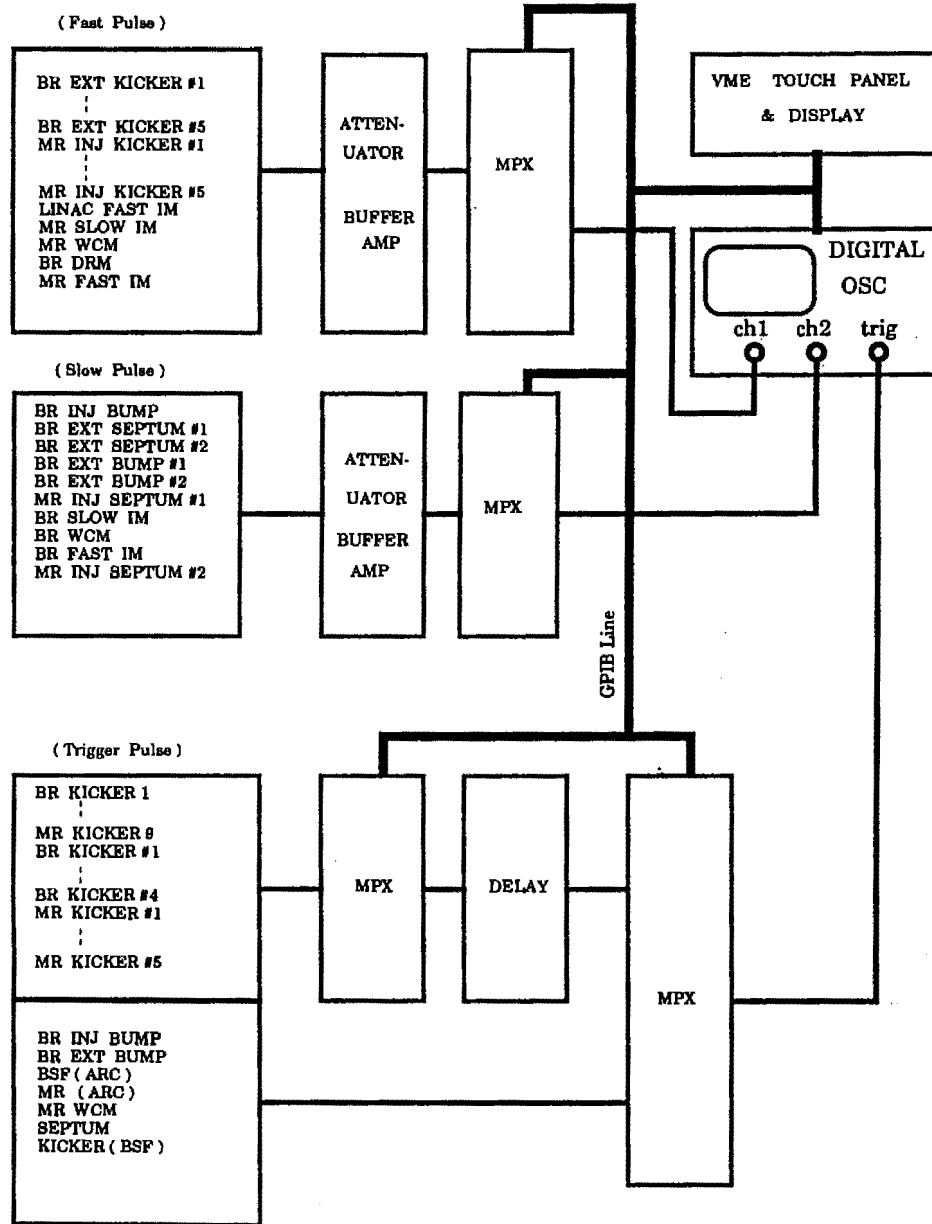 ( Fast Pulse )
BR EXT KICKER #1
BR EXT KICKER #5
MR INJ KICKER #1
MR INJ KICKER #5
LINAC FAST IM
MR SLOW IM
MR WCM
BR DRM
MR FAST IM
ATTEN-
UATOR
BUFFER
AMP
MPX
VME TOUCH PANEL
& DISPLAY
DIGITAL
OSC
ch1 ch2 trig
( Slow Pulse )
BR INJ BUMP
BR EXT SEPTUM #1
BR EXT SEPTUM #2
BR EXT BUMP #1
BR EXT BUMP #2
MR INJ SEPTUM #1
BR SLOW IM
BR WCM
BR FAST IM
MR INJ SEPTUM #2
ATTEN-
UATOR
BUFFER
AMP
MPX
GPIB Line
( Trigger Pulse )
BR KICKER 1
MR KICKER 9
BR KICKER #1
BR KICKER #4
MR KICKER #1
MR KICKER #5
MPX
DELAY
MPX
BR INJ BUMP
BR EXT BUMP
BSF ( ARC )
MR ( ARC )
MR WCM
SEPTUM
KICKER ( BSF )